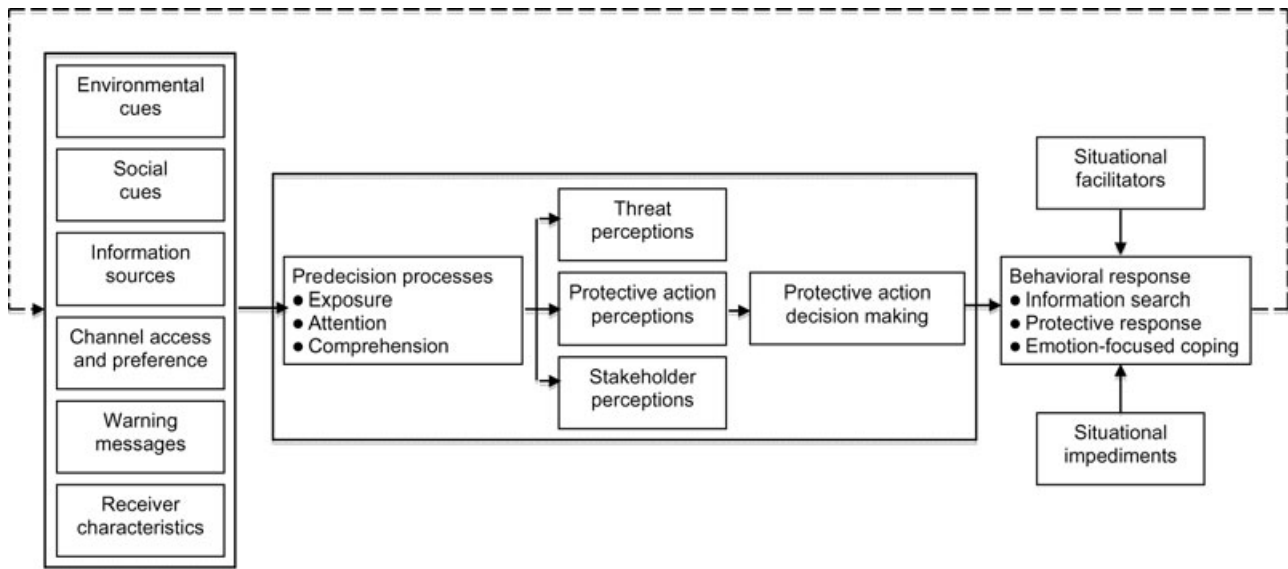 Environmental
cues
Social
cues
Information
sources
Channel access
and preference
Warning
messages
Receiver
characteristics
Predecision processes
● Exposure
● Attention
● Comprehension
Threat
perceptions
Protective action
perceptions
Stakeholder
perceptions
Protective action
decision making
Situational
facilitators
Behavioral response
● Information search
● Protective response
● Emotion-focused coping
Situational
impediments